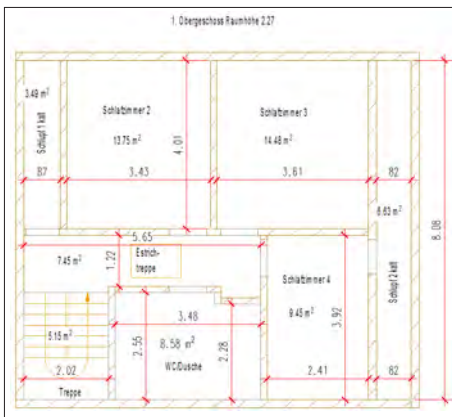 1. Obergeschoss Raumhöhe 2.27
3.49 m²
Schlupf 1 kalt
87
Schlafzimmer 2
13.75 m²
3.43
4.01
Schlafzimmer 3
14.48 m²
3.61
82
6.63 m²
Schlupf 2 kalt
8.08
5.65
7.45 m²
1.22
Estrich-
treppe
Schlafzimmer 4
9.45 m²
3.92
2.41
82
5.15 m²
2.02
Treppe
3.48
2.55
8.58 m²
WC/Dusche
2.28